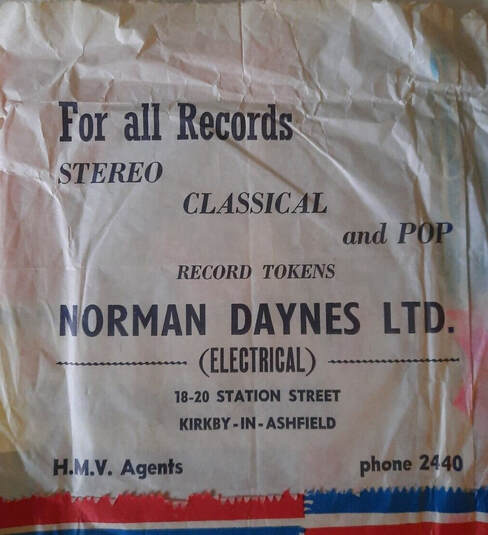 For all Records
STEREO
CLASSICAL
and POP
RECORD TOKENS
NORMAN DAYNES LTD.
(ELECTRICAL)
18-20 STATION STREET
KIRKBY-IN-ASHFIELD
H.M.V. Agents phone 2440